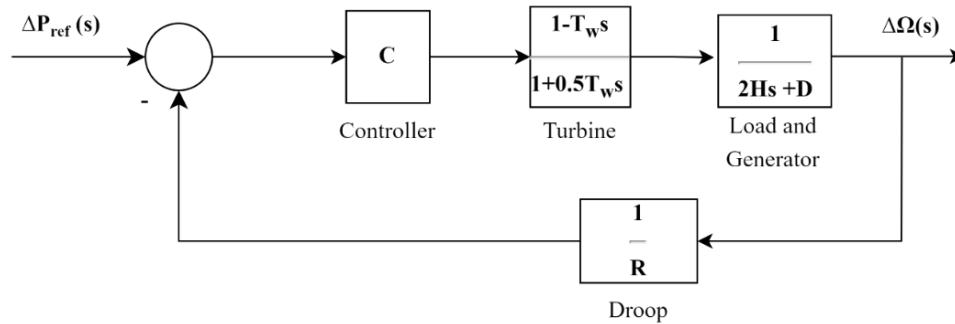 ΔP_ref (s)
-
C
Controller
1-T_w s
1+0.5T_w s
Turbine
1
2Hs +D
Load and
Generator
ΔΩ(s)
1
R
Droop